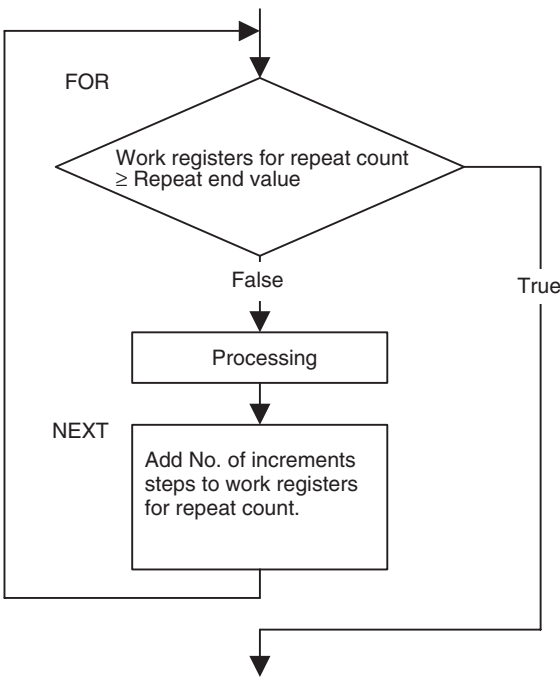 FOR
Work registers for repeat count
≥ Repeat end value
False
True
Processing
NEXT
Add No. of increments
steps to work registers
for repeat count.